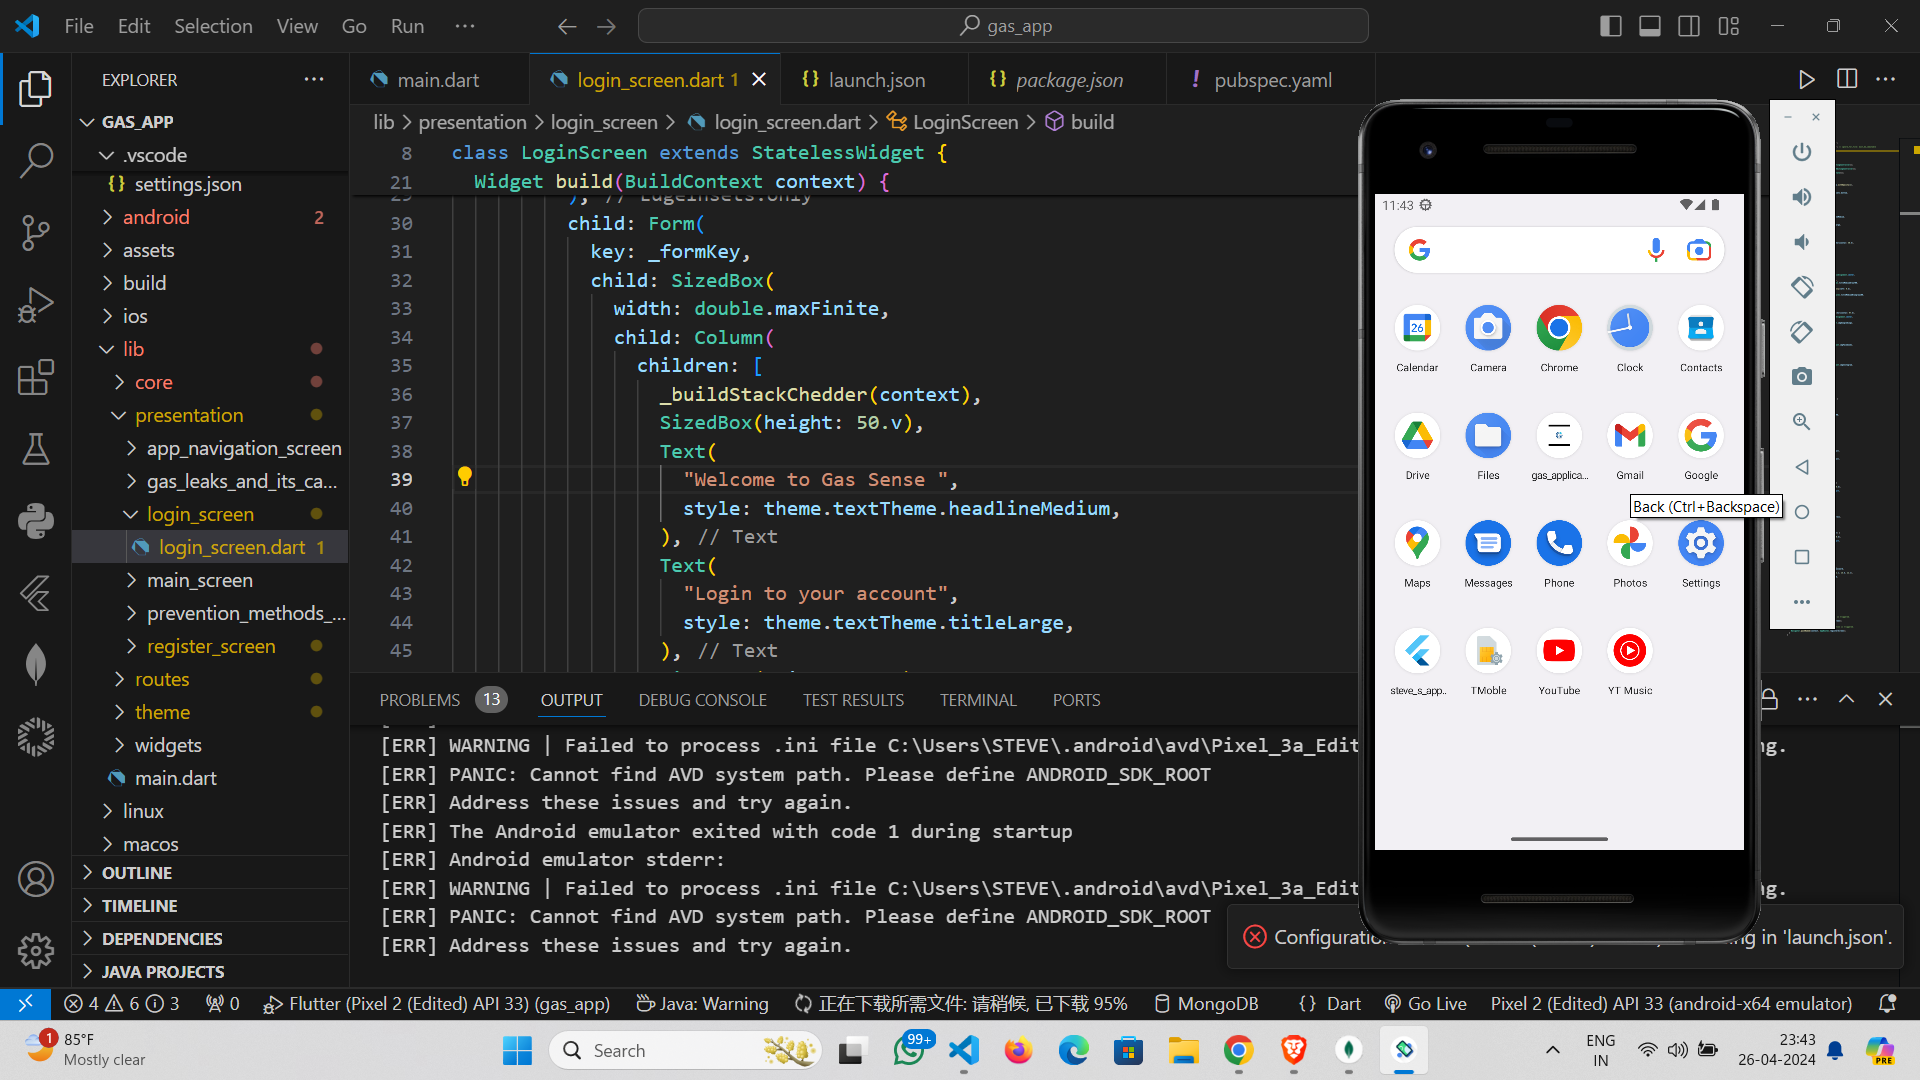 File Edit Selection View Go Run ···
gas_app
EXPLORER
GAS_APP
.vscode
settings.json
android 2
assets
build
ios
lib
core
presentation
app_navigation_screen
gas_leaks_and_its_ca...
login_screen
login_screen.dart 1
main_screen
prevention_methods_...
register_screen
routes
theme
widgets
main.dart
linux
macos
OUTLINE
TIMELINE
DEPENDENCIES
JAVA PROJECTS
main.dart login_screen.dart 1 launch.json package.json pubspec.yaml
lib > presentation > login_screen > login_screen.dart > LoginScreen > build
8 class LoginScreen extends StatelessWidget {
21 Widget build(BuildContext context) {
30 child: Form(
31 key: _formKey,
32 child: SizedBox(
33 width: double.maxFinite,
34 child: Column(
35 children: [
36 _buildStackChedder(context),
37 SizedBox(height: 50.v),
38 Text(
39 "Welcome to Gas Sense ",
40 style: theme.textTheme.headlineMedium,
41 ), // Text
42 Text(
43 "Login to your account",
44 style: theme.textTheme.titleLarge,
45 ), // Text
PROBLEMS 13 OUTPUT DEBUG CONSOLE TEST RESULTS TERMINAL PORTS
[ERR] WARNING | Failed to process .ini file C:\Users\STEVE\.android\avd\Pixel_3a_Edit
[ERR] PANIC: Cannot find AVD system path. Please define ANDROID_SDK_ROOT
[ERR] Address these issues and try again.
[ERR] The Android emulator exited with code 1 during startup
[ERR] Android emulator stderr:
[ERR] WARNING | Failed to process .ini file C:\Users\STEVE\.android\avd\Pixel_3a_Edit
[ERR] PANIC: Cannot find AVD system path. Please define ANDROID_SDK_ROOT
[ERR] Address these issues and try again.
11:43
26
Calendar Camera Chrome Clock Contacts
Drive Files gas_applica... Gmail Google
Back (Ctrl+Backspace)
Maps Messages Phone Photos Settings
steve_s_app.. TMoble YouTube YT Music
in 'launch.json'.
4 6 3 0 Flutter (Pixel 2 (Edited) API 33) (gas_app) Java: Warning 正在下载所需文件: 请稍候, 已下载 95% MongoDB {} Dart Go Live Pixel 2 (Edited) API 33 (android-x64 emulator)
1
85°F
Mostly clear
Search
99+
ENG
IN
23:43
26-04-2024
PRE